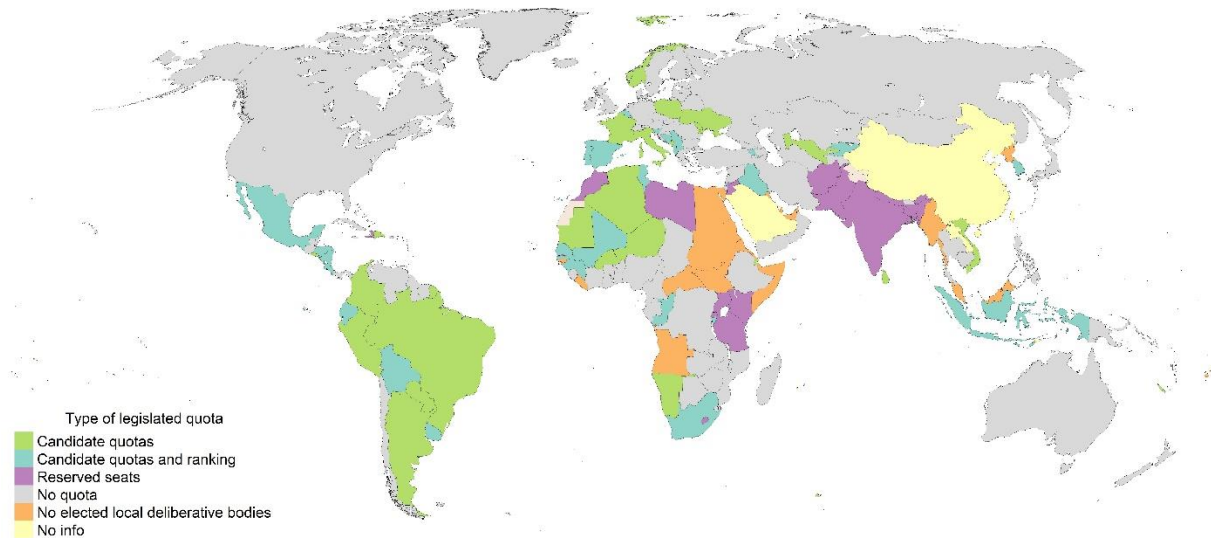 Type of legislated quota
Candidate quotas
Candidate quotas and ranking
Reserved seats
No quota
No elected local deliberative bodies
No info